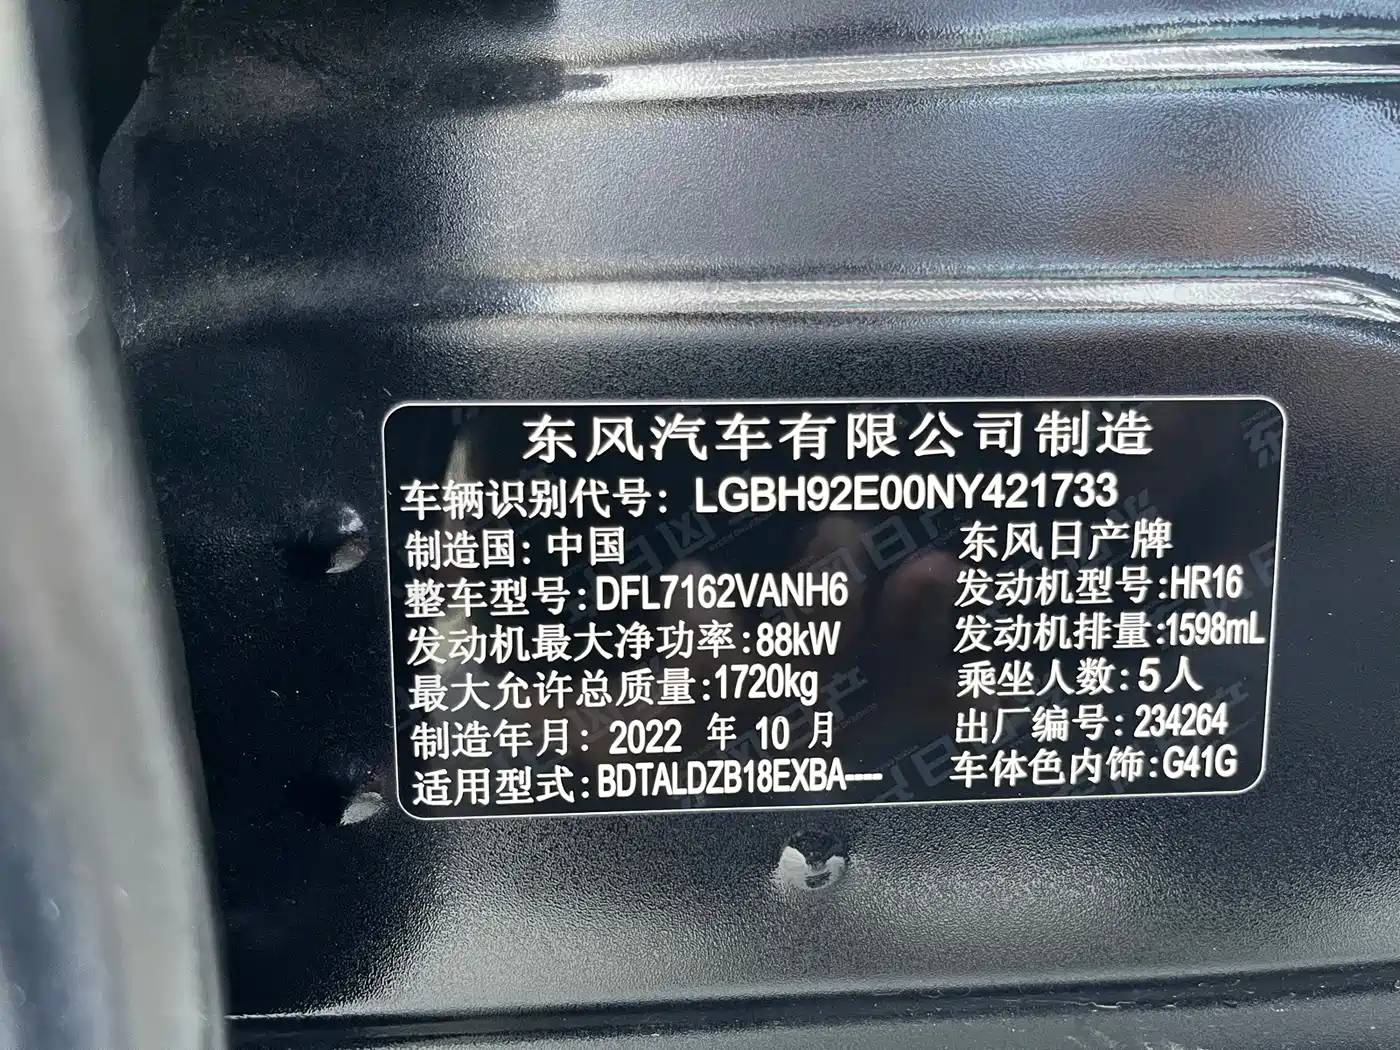 东风汽车有限公司制造
车辆识别代号: LGBH92E00NY421733
制造国: 中国 东风日产牌
整车型号:DFL7162VANH6 发动机型号:HR16
发动机最大净功率:88kW 发动机排量:1598mL
最大允许总质量:1720kg 乘坐人数:5人
制造年月: 2022 年 10 月 出厂编号: 234264
适用型式:BDTALDZB18EXBA---- 车体色内饰:G41G